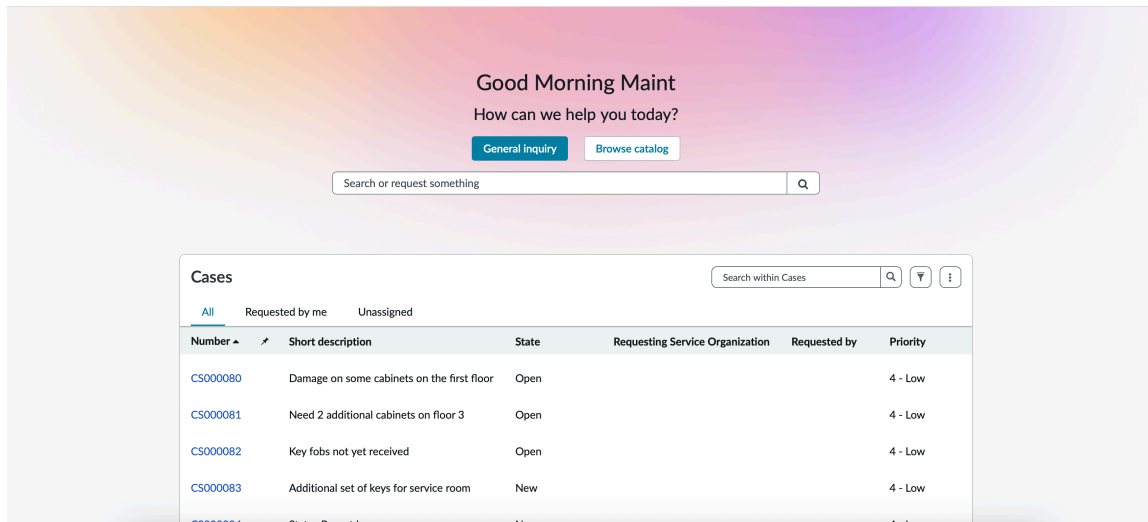 Good Morning Maint
How can we help you today?
General inquiry Browse catalog
Search or request something
Cases Search within Cases
All Requested by me Unassigned
Number Short description State Requesting Service Organization Requested by Priority
CS000080 Damage on some cabinets on the first floor Open 4 - Low
CS000081 Need 2 additional cabinets on floor 3 Open 4 - Low
CS000082 Key fobs not yet received Open 4 - Low
CS000083 Additional set of keys for service room New 4 - Low